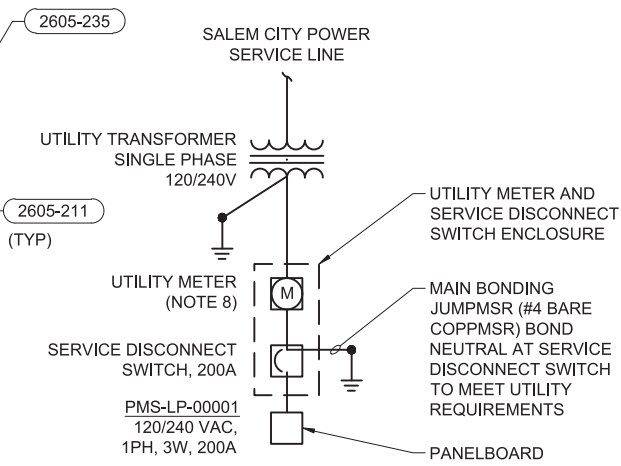 2605-235
SALEM CITY POWER
SERVICE LINE
UTILITY TRANSFORMER
SINGLE PHASE
120/240V
2605-211
(TYP)
UTILITY METER AND
SERVICE DISCONNECT
SWITCH ENCLOSURE
UTILITY METER
(NOTE 8)
M
MAIN BONDING
JUMPMSR (#4 BARE
COPPMSR) BOND
NEUTRAL AT SERVICE
DISCONNECT SWITCH
TO MEET UTILITY
REQUIREMENTS
SERVICE DISCONNECT
SWITCH, 200A
PMS-LP-00001
120/240 VAC,
1PH, 3W, 200A
PANELBOARD